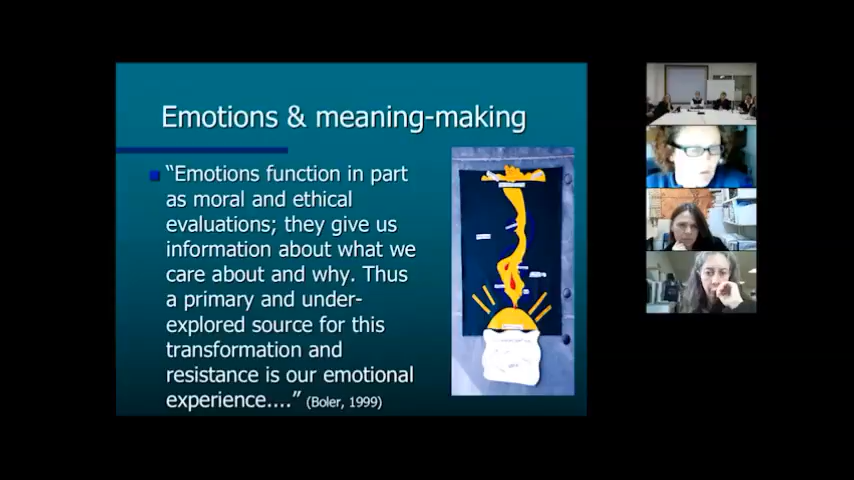 Emotions & meaning-making
“Emotions function in part
as moral and ethical
evaluations; they give us
information about what we
care about and why. Thus
a primary and under-
explored source for this
transformation and
resistance is our emotional
experience....” (Boler, 1999)